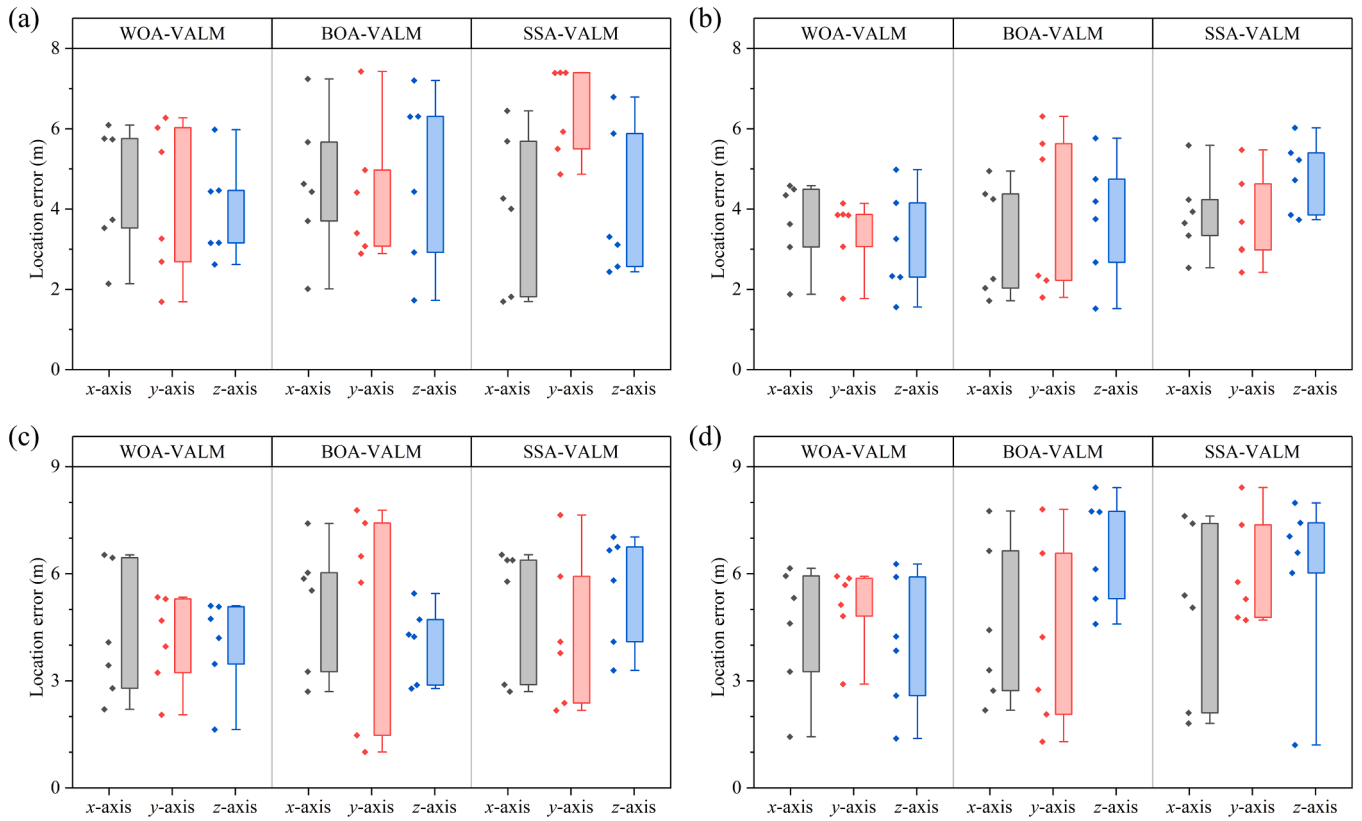 (a)
WOA-VALM BOA-VALM SSA-VALM
8
6
4
2
0
Location error (m)
x-axis y-axis z-axis x-axis y-axis z-axis x-axis y-axis z-axis
(b)
WOA-VALM BOA-VALM SSA-VALM
8
6
4
2
0
Location error (m)
x-axis y-axis z-axis x-axis y-axis z-axis x-axis y-axis z-axis
(c)
WOA-VALM BOA-VALM SSA-VALM
9
6
3
0
Location error (m)
x-axis y-axis z-axis x-axis y-axis z-axis x-axis y-axis z-axis
(d)
WOA-VALM BOA-VALM SSA-VALM
9
6
3
0
Location error (m)
x-axis y-axis z-axis x-axis y-axis z-axis x-axis y-axis z-axis